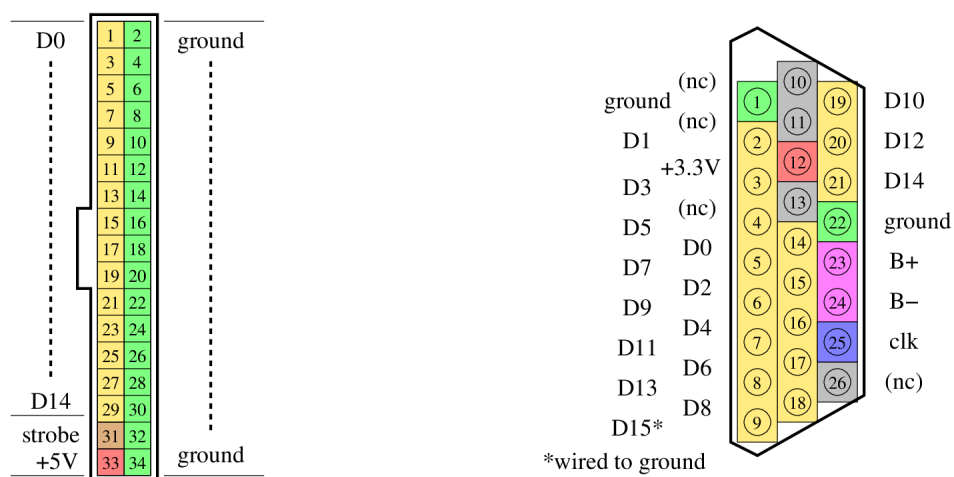 D0 1 2 ground
3 4
5 6
7 8
9 10
11 12
13 14
15 16
17 18
19 20
21 22
23 24
25 26
27 28
D14 29 30
strobe 31 32
+5V 33 34 ground
(nc) 10
ground 1 19 D10
(nc) 11
D1 2 20 D12
+3.3V 12
D3 3 21 D14
(nc) 13
D5 4 22 ground
D0 14
D7 5 23 B+
D2 15
D9 6 24 B−
D4 16
D11 7 25 clk
D6 17
D13 8 26 (nc)
D8 18
D15* 9
*wired to ground